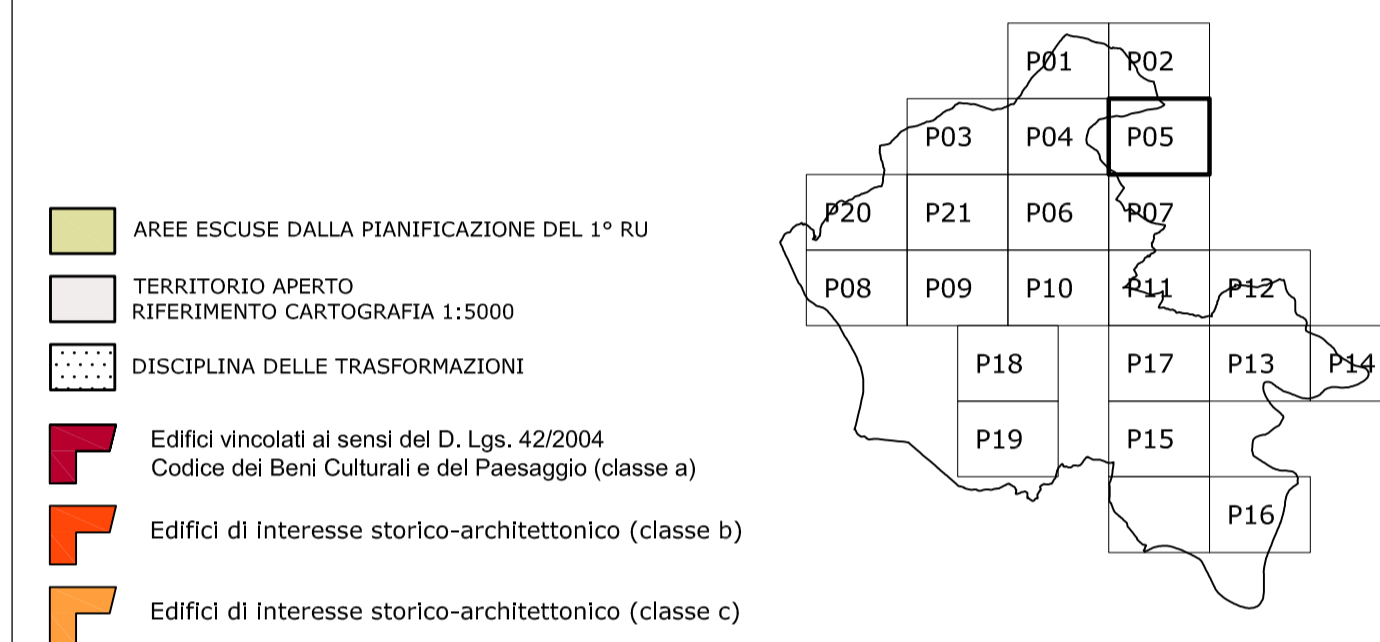 P01 P02
P03 P04 P05
P20 P21 P06 P07
P08 P09 P10 P11 P12
P18 P17 P13 P14
P19 P15
P16
AREE ESCUSE DALLA PIANIFICAZIONE DEL 1° RU
TERRITORIO APERTO
RIFERIMENTO CARTOGRAFIA 1:5000
DISCIPLINA DELLE TRASFORMAZIONI
Edifici vincolati ai sensi del D. Lgs. 42/2004
Codice dei Beni Culturali e del Paesaggio (classe a)
Edifici di interesse storico-architettonico (classe b)
Edifici di interesse storico-architettonico (classe c)